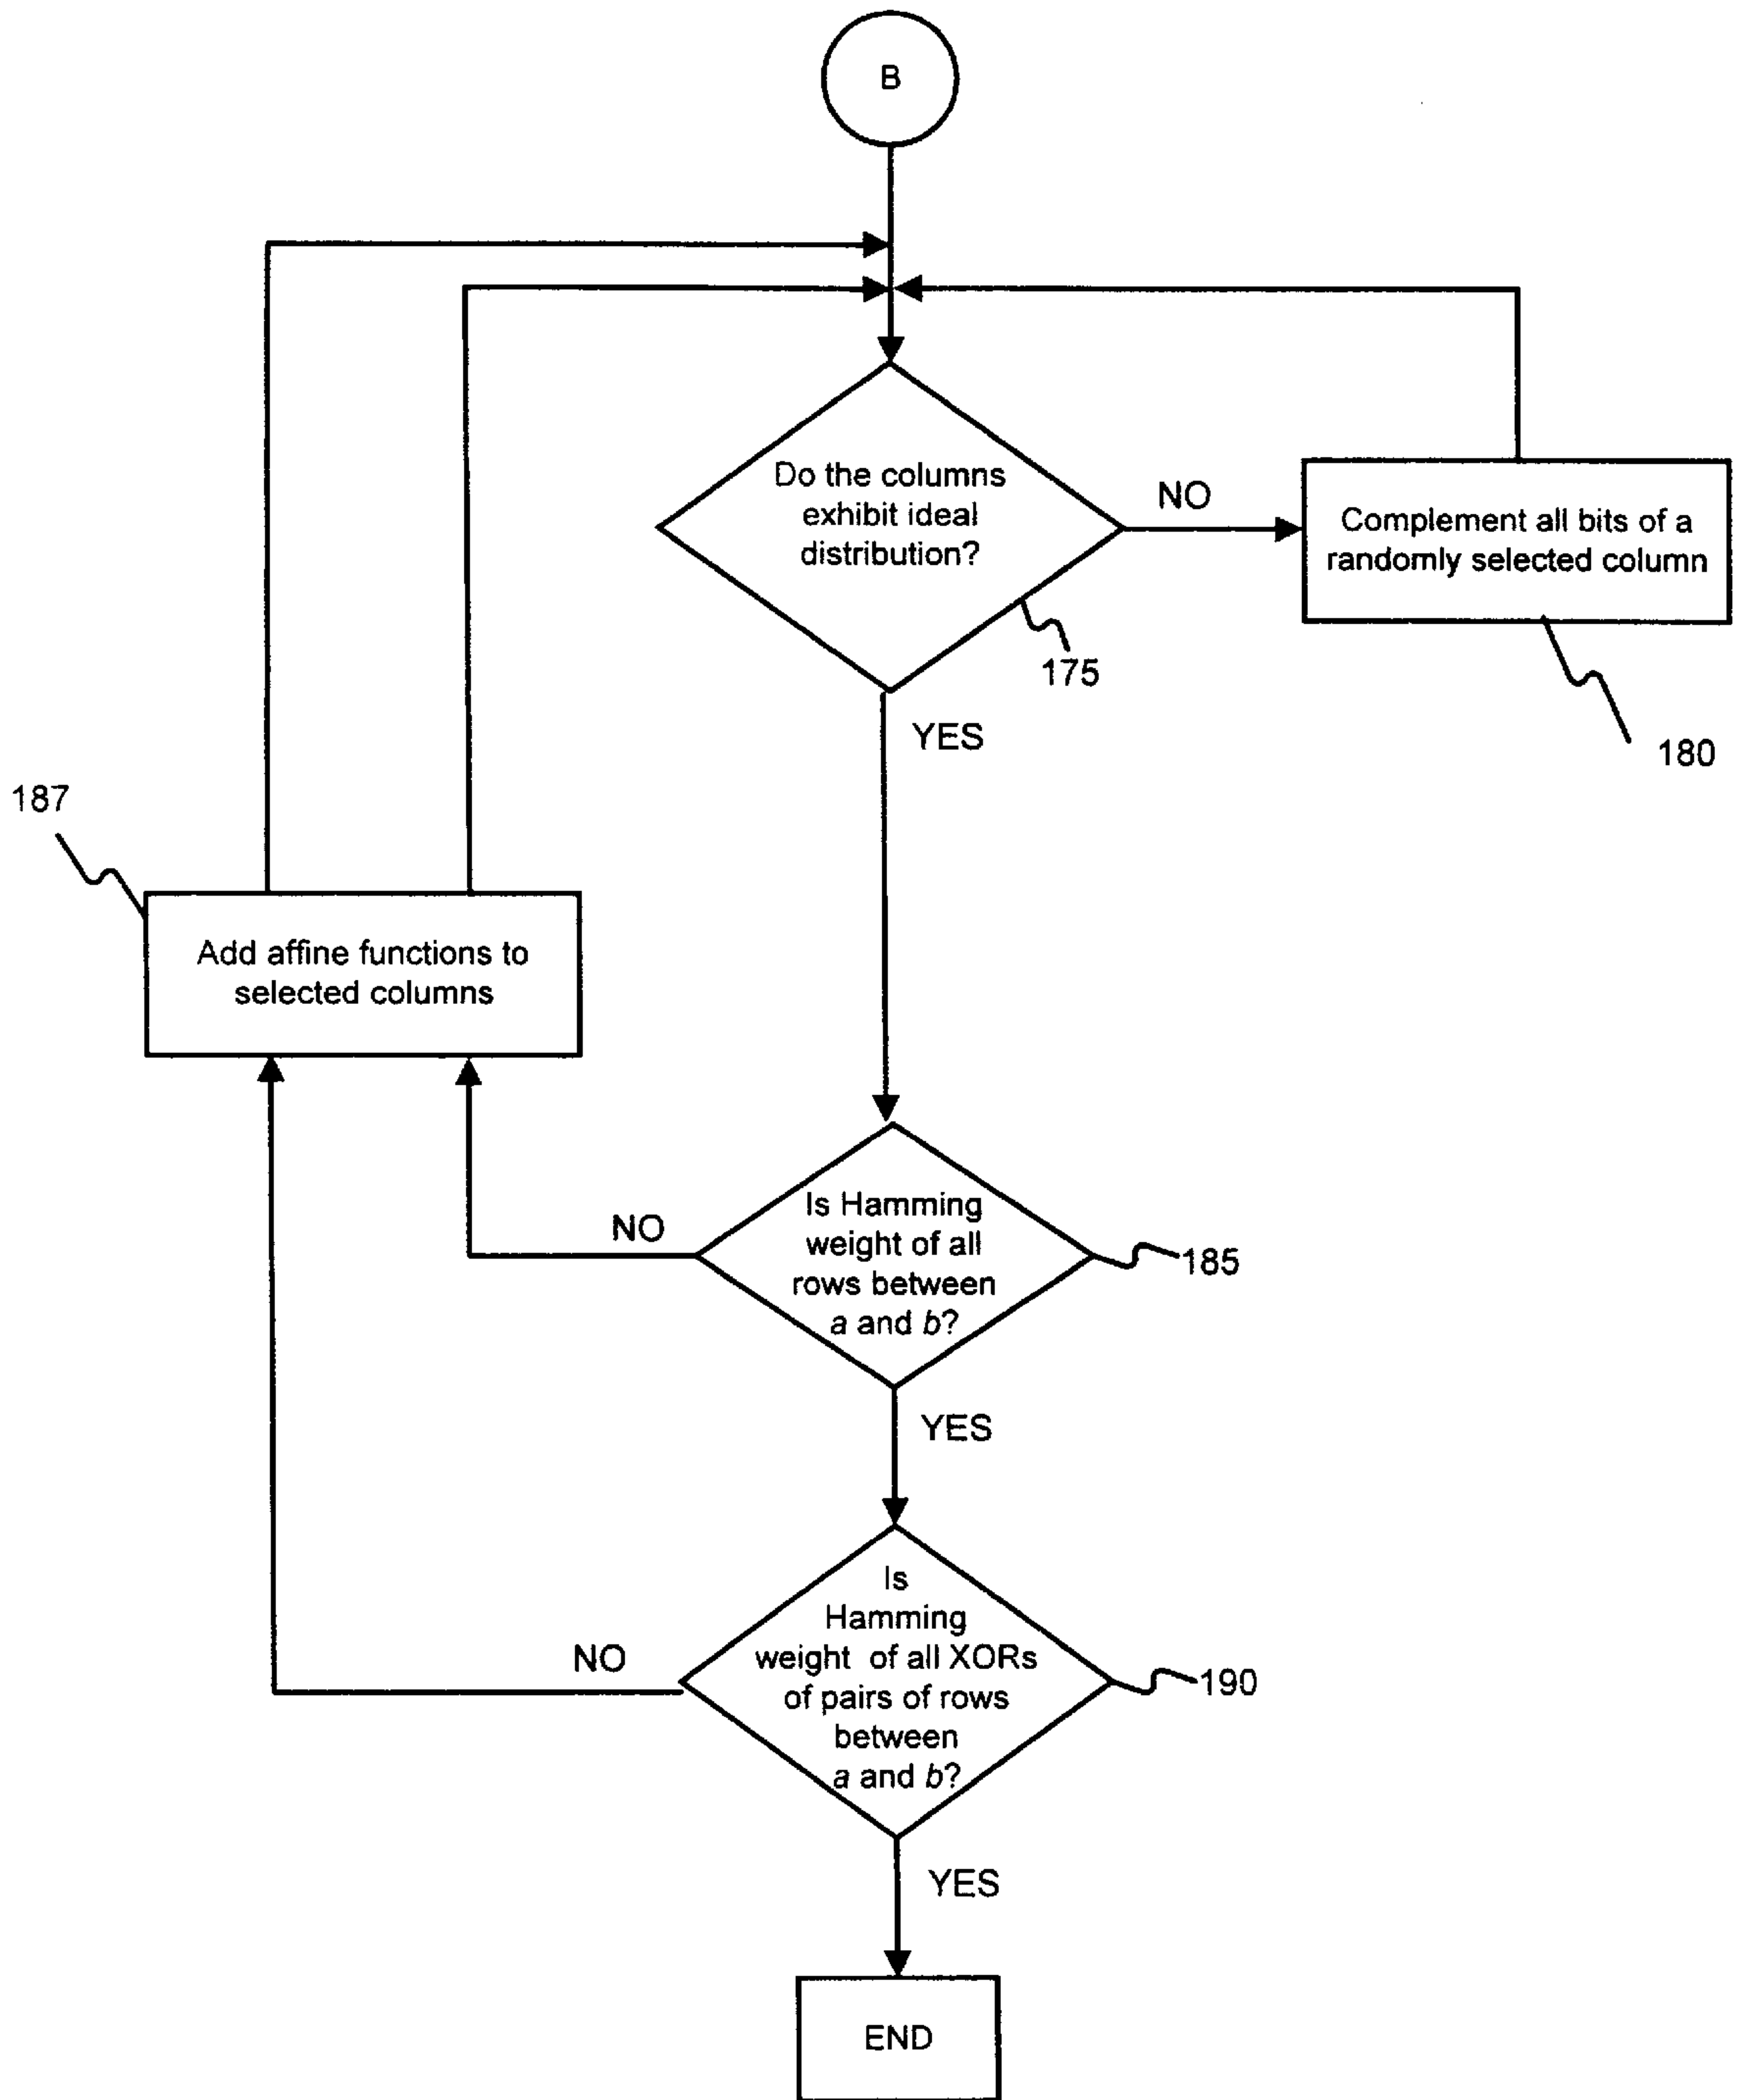 B
Do the columns
exhibit ideal
distribution?
NO
Complement all bits of a
randomly selected column
175
YES
180
187
Add affine functions to
selected columns
Is Hamming
weight of all
rows between
a and b?
NO
185
YES
Is
Hamming
weight of all XORs
of pairs of rows
between
a and b?
NO
190
YES
END